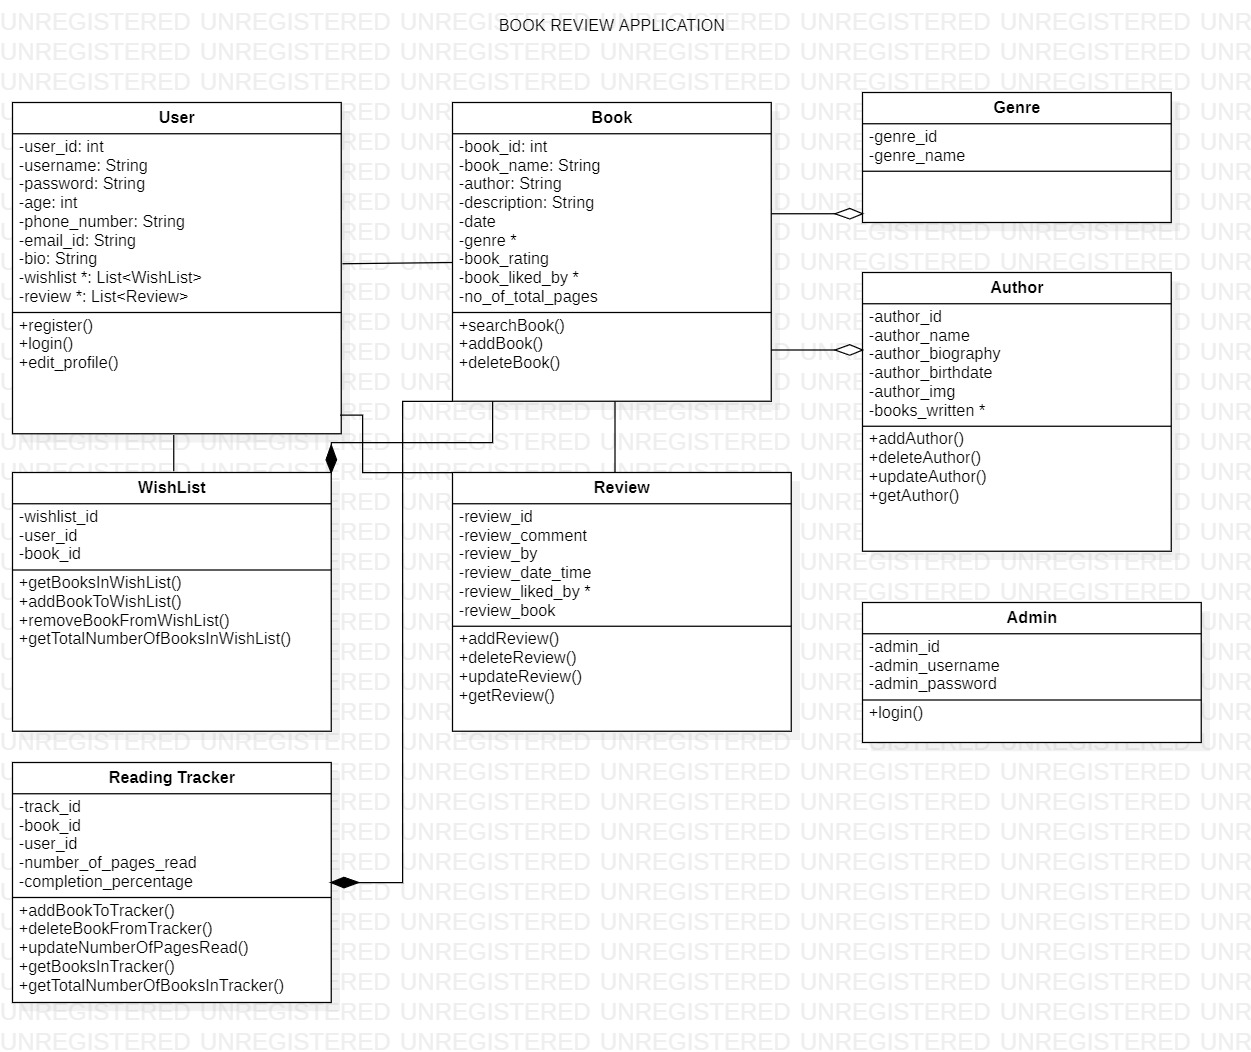 BOOK REVIEW APPLICATION
User
-user_id: int
-username: String
-password: String
-age: int
-phone_number: String
-email_id: String
-bio: String
-wishlist *: List<WishList>
-review *: List<Review>
+register()
+login()
+edit_profile()
Book
-book_id: int
-book_name: String
-author: String
-description: String
-date
-genre *
-book_rating
-book_liked_by *
-no_of_total_pages
+searchBook()
+addBook()
+deleteBook()
Genre
-genre_id
-genre_name
Author
-author_id
-author_name
-author_biography
-author_birthdate
-author_img
-books_written *
+addAuthor()
+deleteAuthor()
+updateAuthor()
+getAuthor()
WishList
-wishlist_id
-user_id
-book_id
+getBooksInWishList()
+addBookToWishList()
+removeBookFromWishList()
+getTotalNumberOfBooksInWishList()
Review
-review_id
-review_comment
-review_by
-review_date_time
-review_liked_by *
-review_book
+addReview()
+deleteReview()
+updateReview()
+getReview()
Admin
-admin_id
-admin_username
-admin_password
+login()
Reading Tracker
-track_id
-book_id
-user_id
-number_of_pages_read
-completion_percentage
+addBookToTracker()
+deleteBookFromTracker()
+updateNumberOfPagesRead()
+getBooksInTracker()
+getTotalNumberOfBooksInTracker()
UNREGISTERED